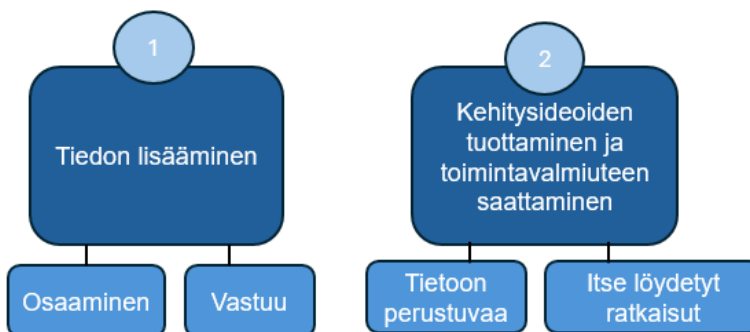 1
Tiedon lisääminen
Osaaminen
Vastuu
2
Kehitysideoiden
tuottaminen ja
toimintavalmiuteen
saattaminen
Tietoon
perustuvaa
Itse löydetyt
ratkaisut